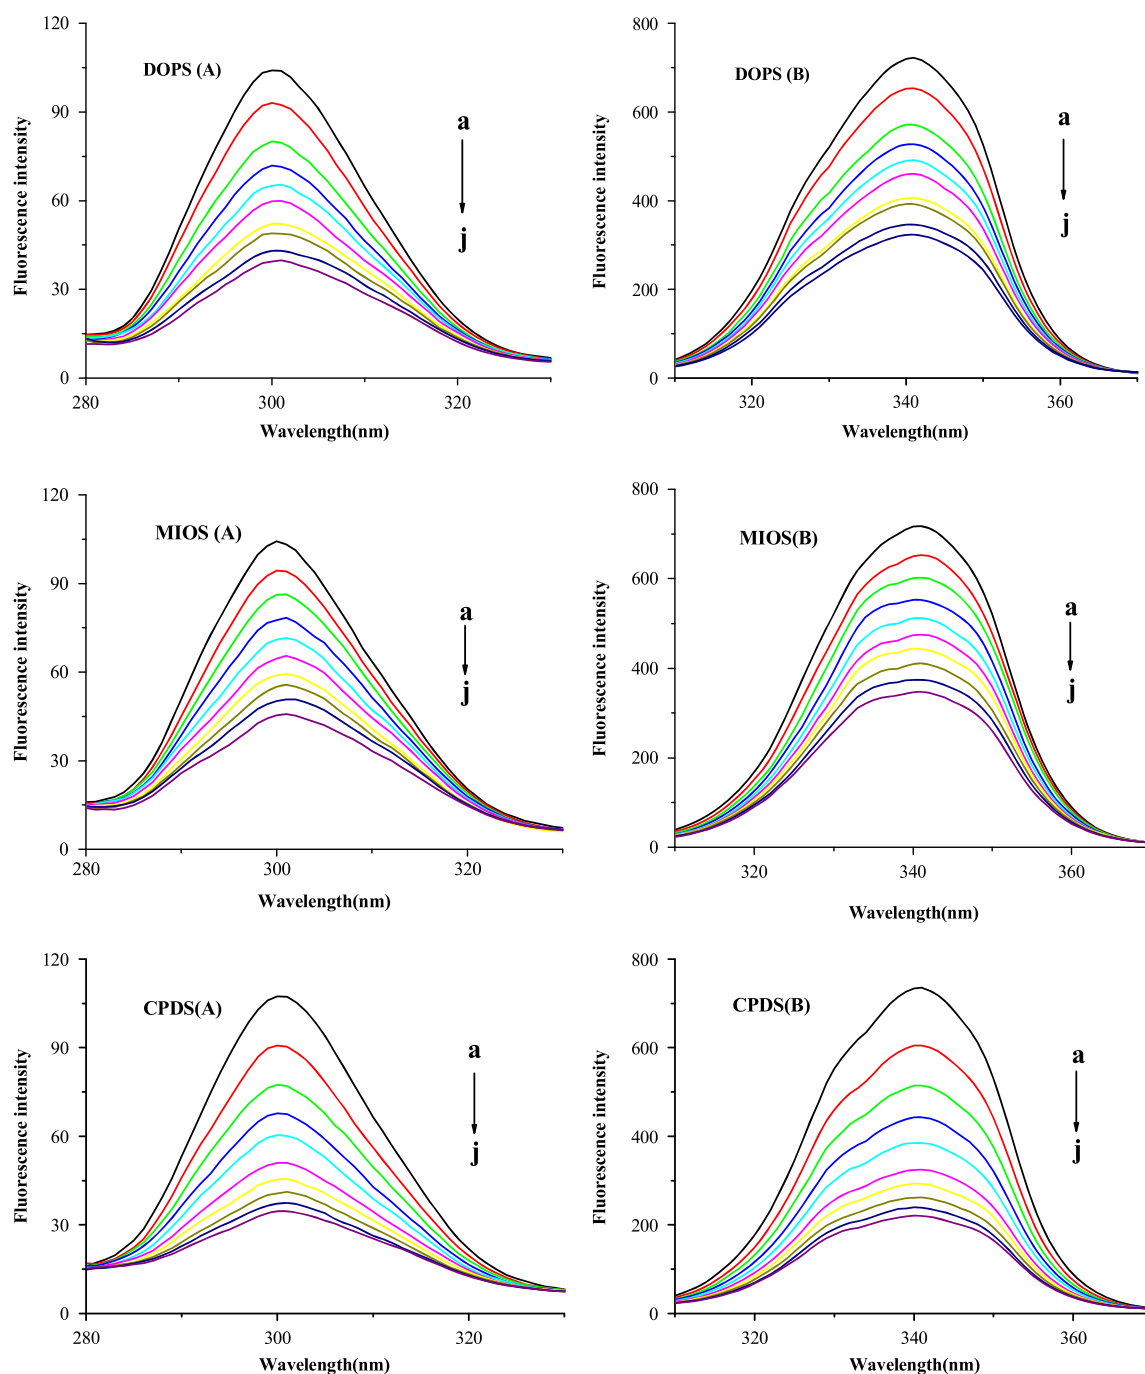 120
90
60
30
0
280
300
320
Fluorescence intensity
Wavelength(nm)
DOPS (A)
a
j
800
600
400
200
0
320
340
360
Fluorescence intensity
Wavelength(nm)
DOPS (B)
a
j
120
90
60
30
0
280
300
320
Fluorescence intensity
Wavelength(nm)
MIOS (A)
a
j
800
600
400
200
0
320
340
360
Fluorescence intensity
Wavelength(nm)
MIOS(B)
a
j
120
90
60
30
0
280
300
320
Fluorescence intensity
Wavelength(nm)
CPDS(A)
a
j
800
600
400
200
0
320
340
360
Fluorescence intensity
Wavelength(nm)
CPDS(B)
a
j